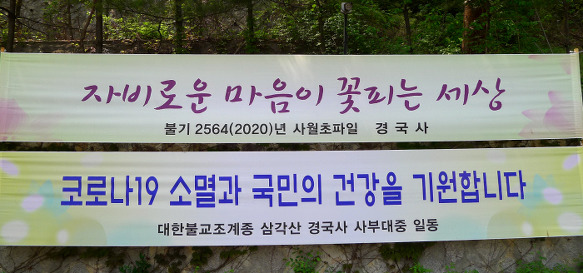 자비로운 마음이 꽃피는 세상
불기 2564(2020)년 사월초파일 경국사
코로나19 소멸과 국민의 건강을 기원합니다
대한불교조계종 삼각산 경국사 사부대중 일동